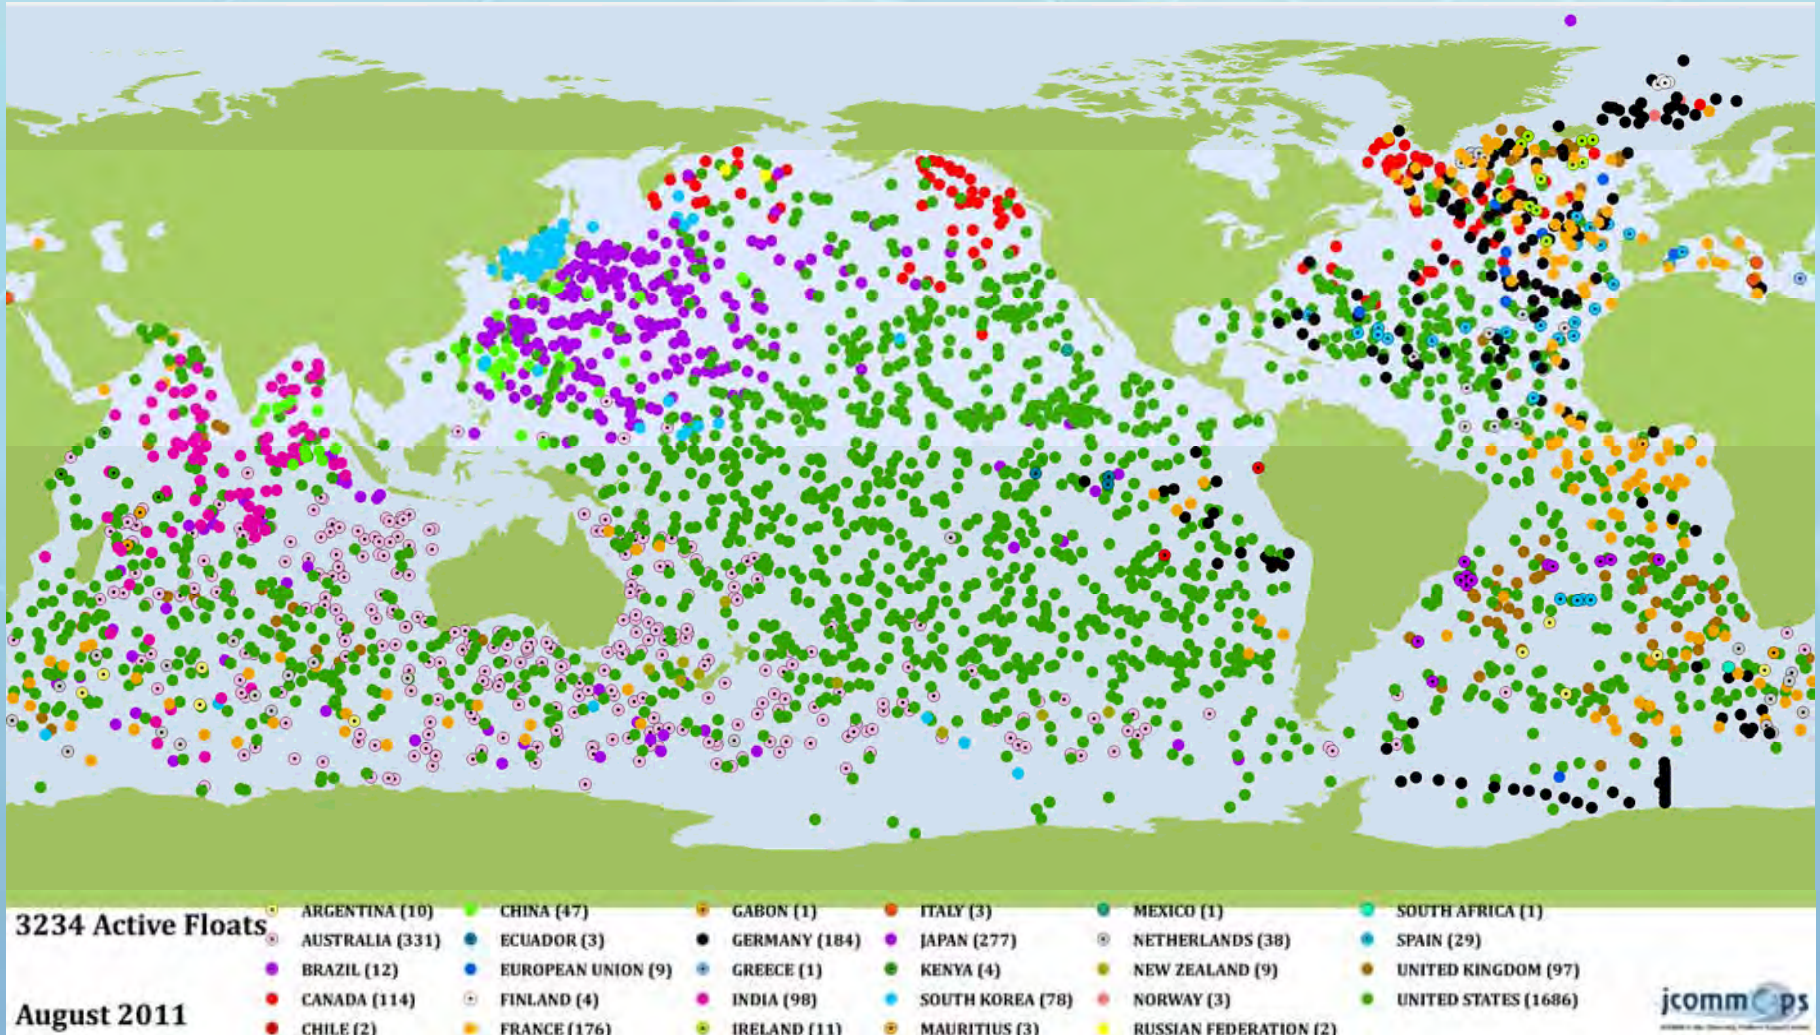 3234 Active Floats
August 2011
ARGENTINA (10)
AUSTRALIA (331)
BRAZIL (12)
CANADA (114)
CHILE (2)
CHINA (47)
ECUADOR (3)
EUROPEAN UNION (9)
FINLAND (4)
FRANCE (176)
GABON (1)
GERMANY (184)
GREECE (1)
INDIA (98)
IRELAND (11)
ITALY (3)
JAPAN (277)
KENYA (4)
SOUTH KOREA (78)
MAURITIUS (3)
MEXICO (1)
NETHERLANDS (38)
NEW ZEALAND (9)
NORWAY (3)
RUSSIAN FEDERATION (2)
SOUTH AFRICA (1)
SPAIN (29)
UNITED KINGDOM (97)
UNITED STATES (1686)
jcommops